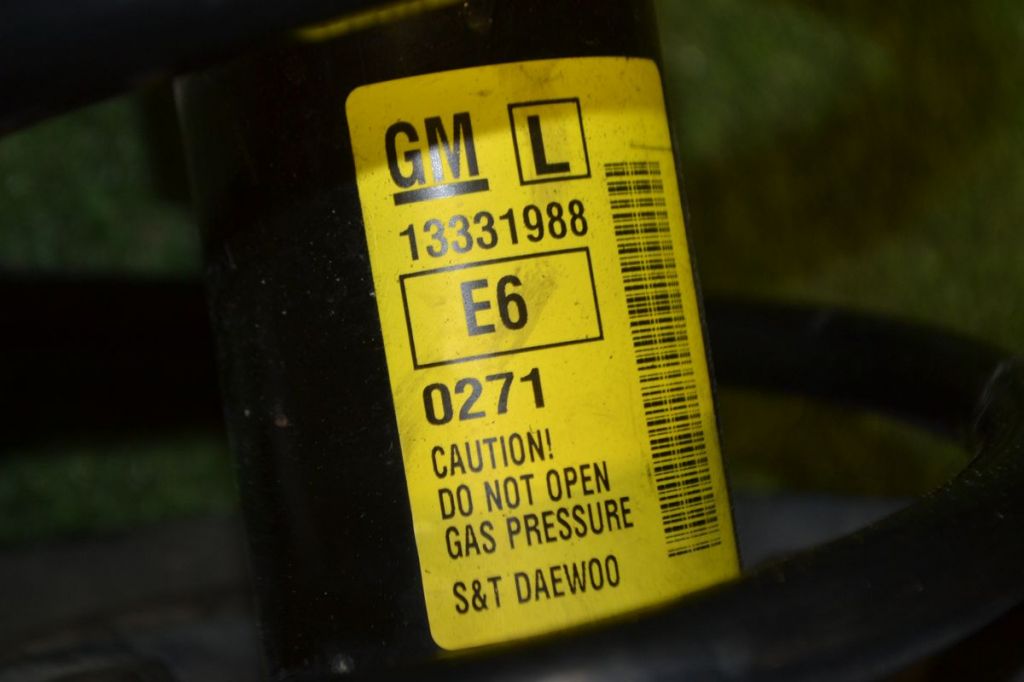 GM L
13331988
E6
0271
CAUTION!
DO NOT OPEN
GAS PRESSURE
S&T DAEWOO